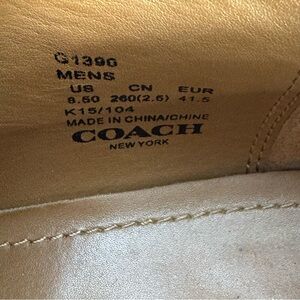 G1390
MENS
US CN EUR
8.50 260(2.5) 41.5
K15/104
MADE IN CHINA/CHINE
COACH
NEW YORK